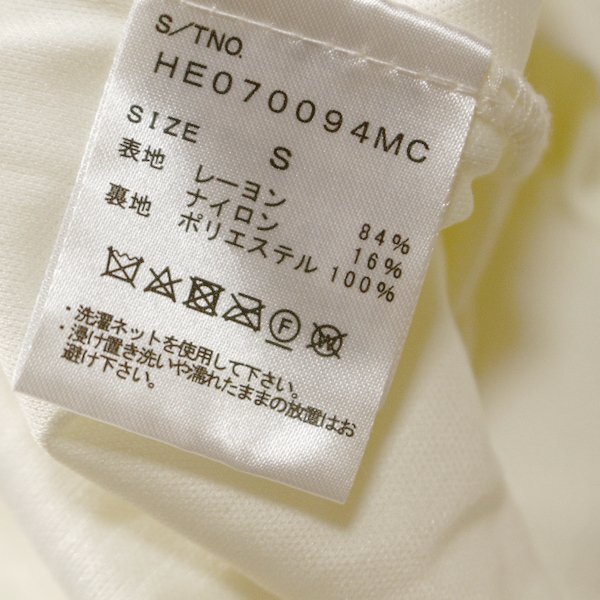 S/TNO.
HE070094MC
SIZE S
表地 レーヨン 84%
ナイロン 16%
裏地 ポリエステル 100%
F W
・洗濯ネットを使用して下さい。
・浸け置き洗いや濡れたままの放置はお
避け下さい。